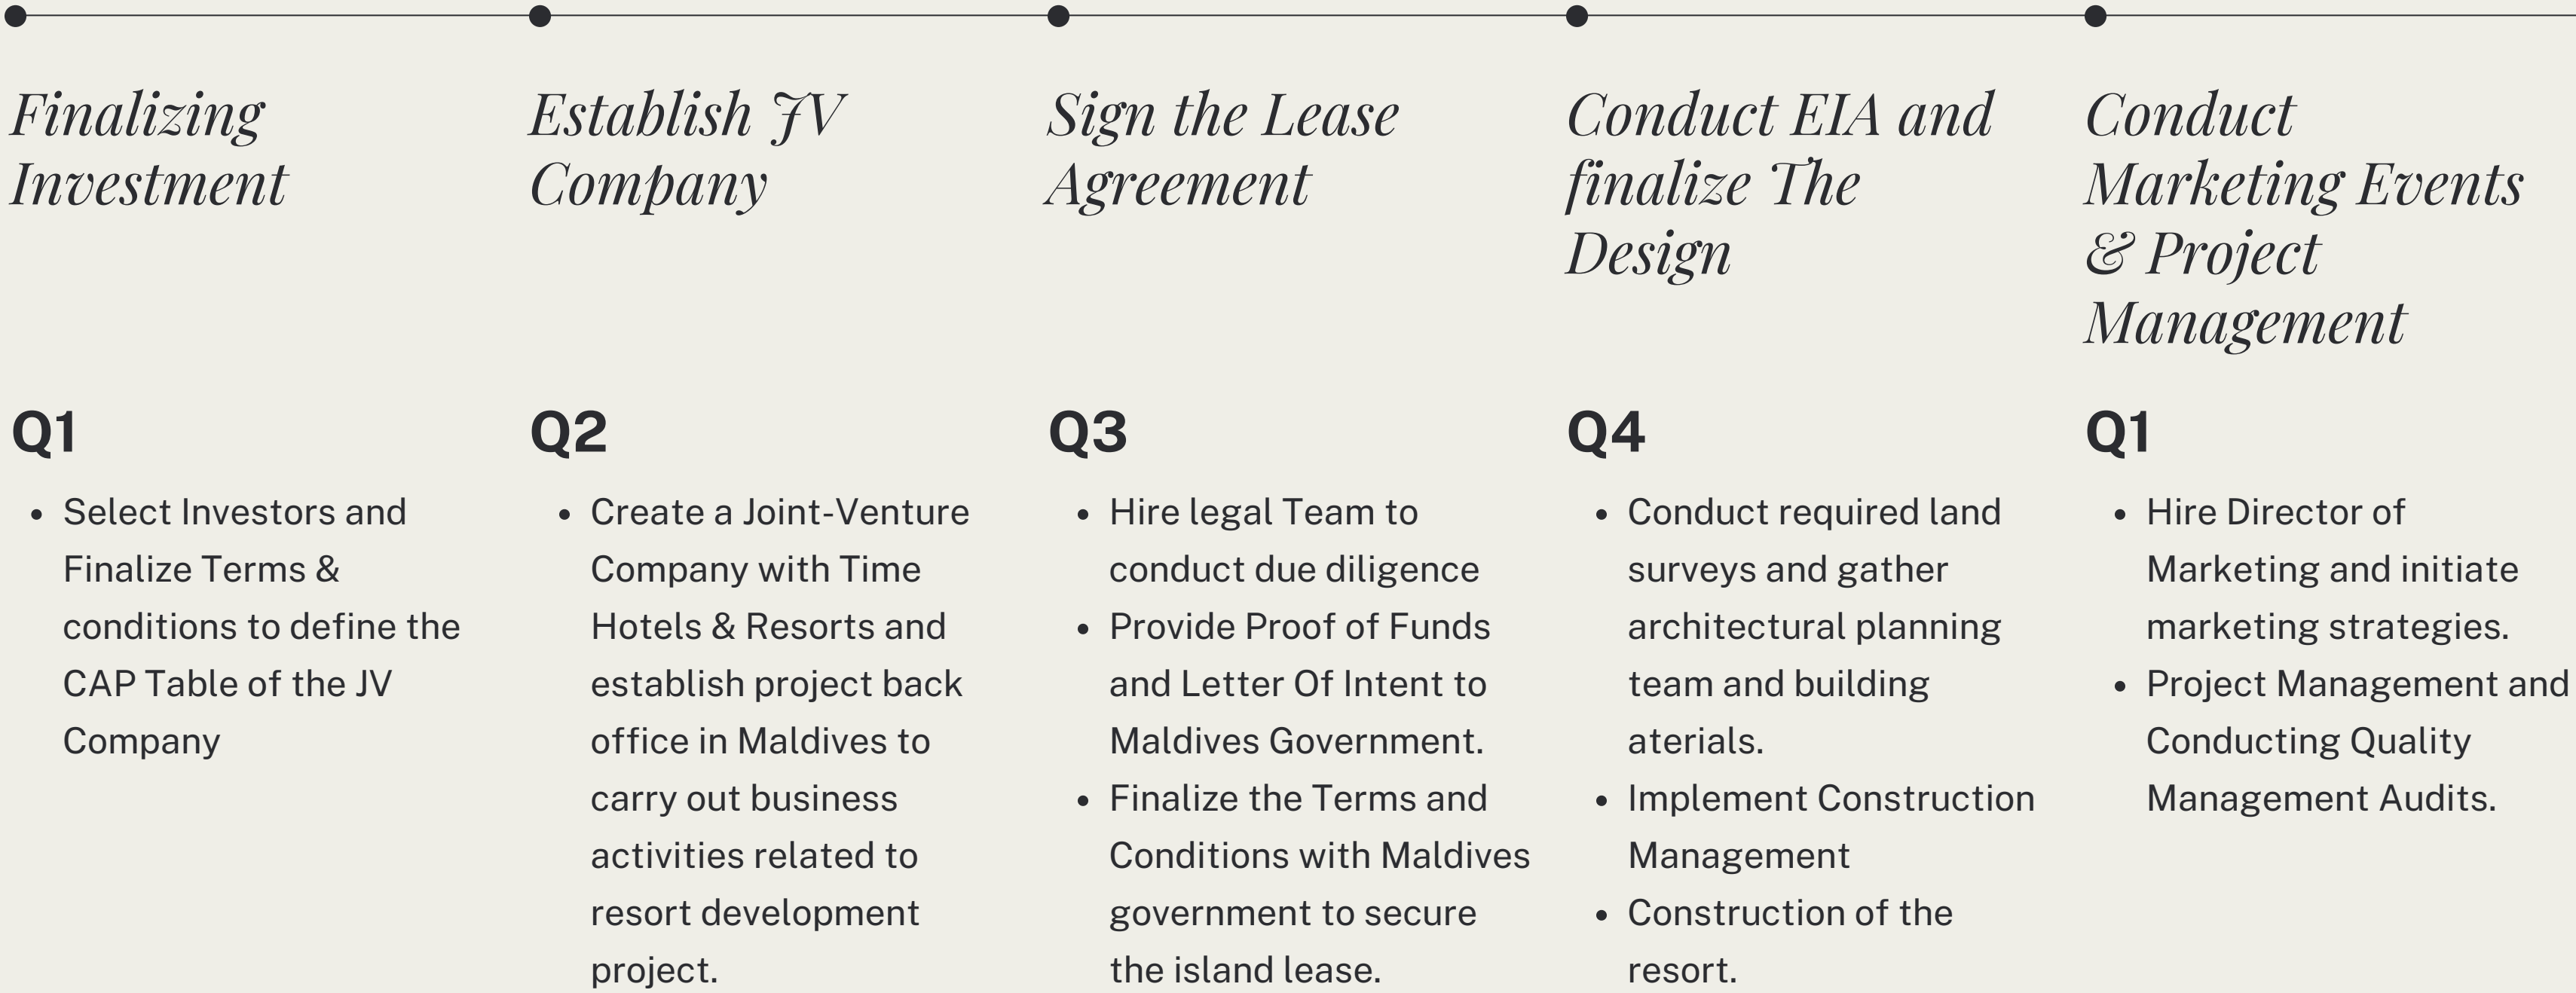 Finalizing
Investment
Q1
• Select Investors and
Finalize Terms &
conditions to define the
CAP Table of the JV
Company
Establish JV
Company
Q2
• Create a Joint-Venture
Company with Time
Hotels & Resorts and
establish project back
office in Maldives to
carry out business
activities related to
resort development
project.
Sign the Lease
Agreement
Q3
• Hire legal Team to
conduct due diligence
• Provide Proof of Funds
and Letter Of Intent to
Maldives Government.
• Finalize the Terms and
Conditions with Maldives
government to secure
the island lease.
Conduct EIA and
finalize The
Design
Q4
• Conduct required land
surveys and gather
architectural planning
team and building
aterials.
• Implement Construction
Management
• Construction of the
resort.
Conduct
Marketing Events
& Project
Management
Q1
• Hire Director of
Marketing and initiate
marketing strategies.
• Project Management and
Conducting Quality
Management Audits.